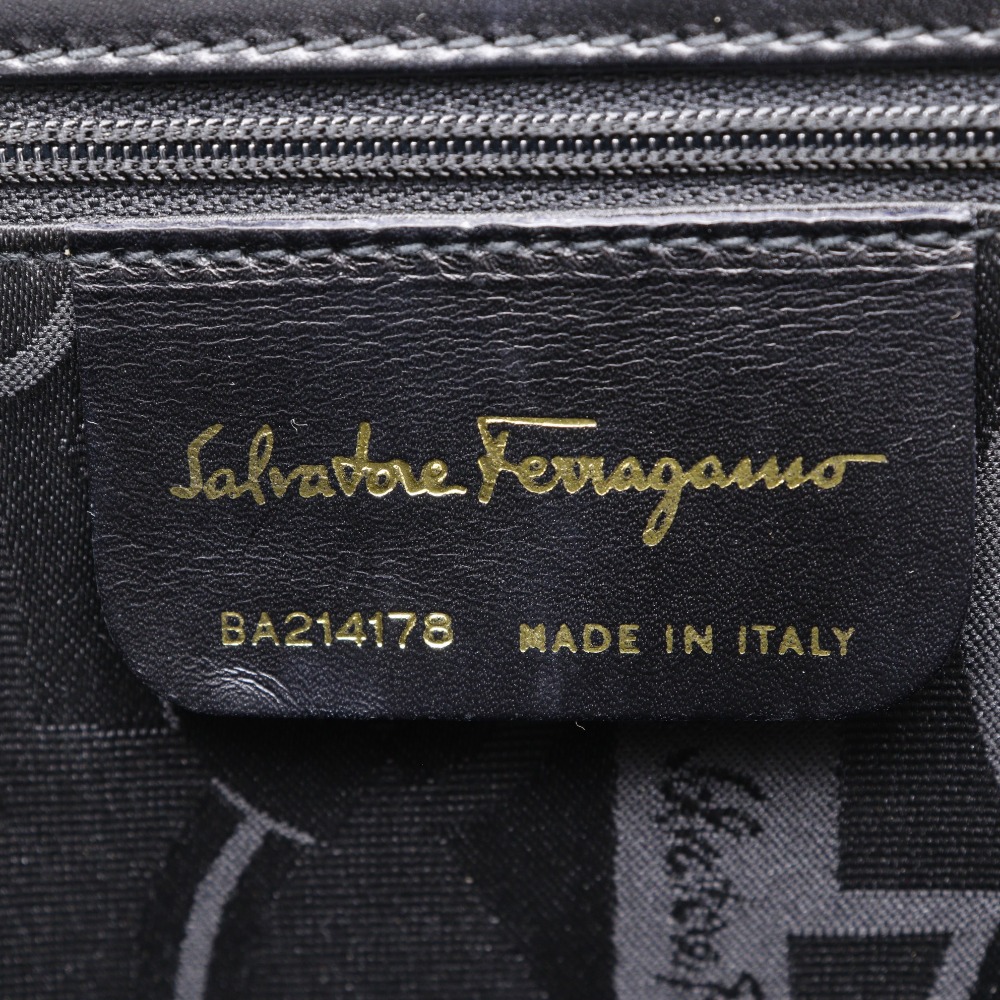 Salvatore Ferragamo
BA214178 MADE IN ITALY